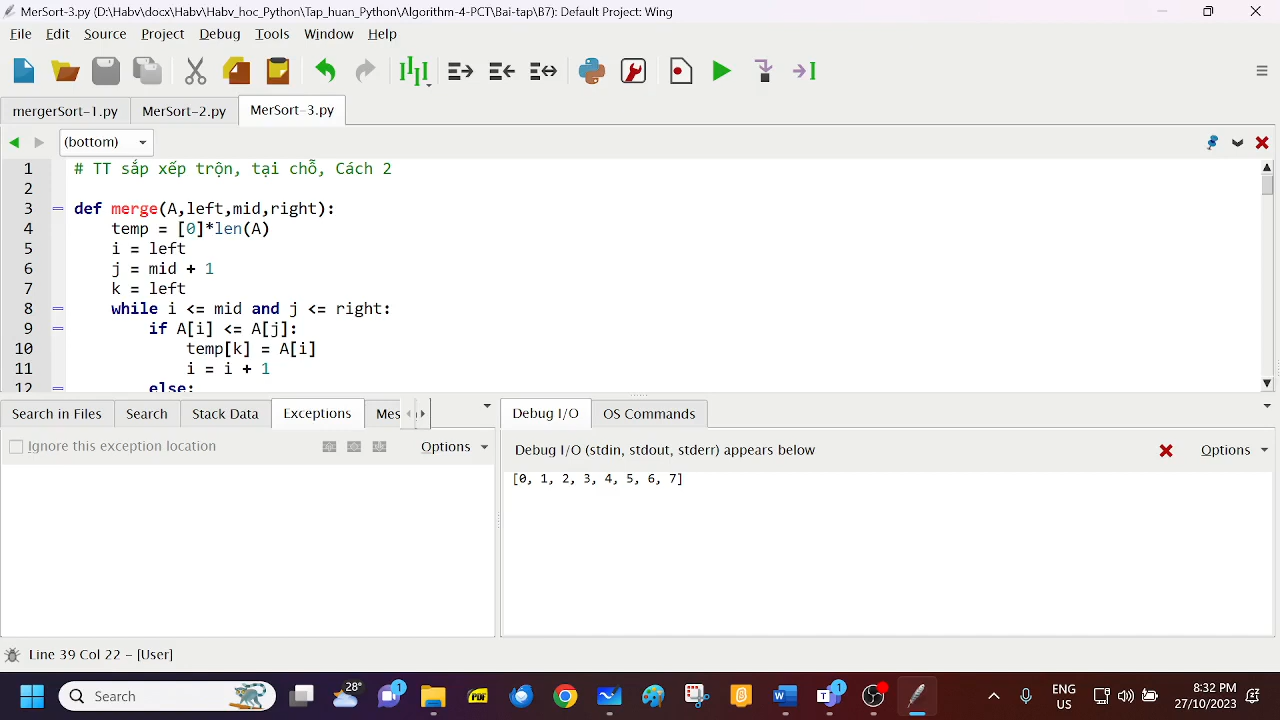 MerSort-3.py (D:\Habv\docx\Habv\Habv_hoc_Python\Tap_huan_Python\Algorithm-4-PCT\Bai-tap\B7): Default Project: Wing
File Edit Source Project Debug Tools Window Help
mergerSort-1.py MerSort-2.py MerSort-3.py
(bottom)
1 # TT sắp xếp trộn, tại chỗ, Cách 2
2
3 def merge(A,left,mid,right):
4 temp = [0]*len(A)
5 i = left
6 j = mid + 1
7 k = left
8 while i <= mid and j <= right:
9 if A[i] <= A[j]:
10 temp[k] = A[i]
11 i = i + 1
12 else:
Search in Files Search Stack Data Exceptions Mes
Ignore this exception location Options
Debug I/O OS Commands
Debug I/O (stdin, stdout, stderr) appears below Options
[0, 1, 2, 3, 4, 5, 6, 7]
Line 39 Col 22 – [User]
Search 28° 1 PDF 1 ENG US 8:32 PM 27/10/2023